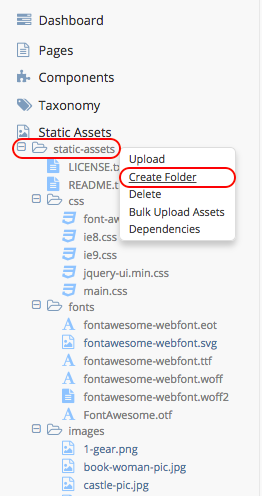 Dashboard
Pages
Components
Taxonomy
Static Assets
static-assets
Upload
Create Folder
Delete
Bulk Upload Assets
Dependencies
LICENSE.t
README.t
css
font-aw
ie8.css
ie9.css
jquery-ui.min.css
main.css
fonts
fontawesome-webfont.eot
fontawesome-webfont.svg
fontawesome-webfont.ttf
fontawesome-webfont.woff
fontawesome-webfont.woff2
FontAwesome.otf
images
1-gear.png
book-woman-pic.jpg
castle-pic.jpg